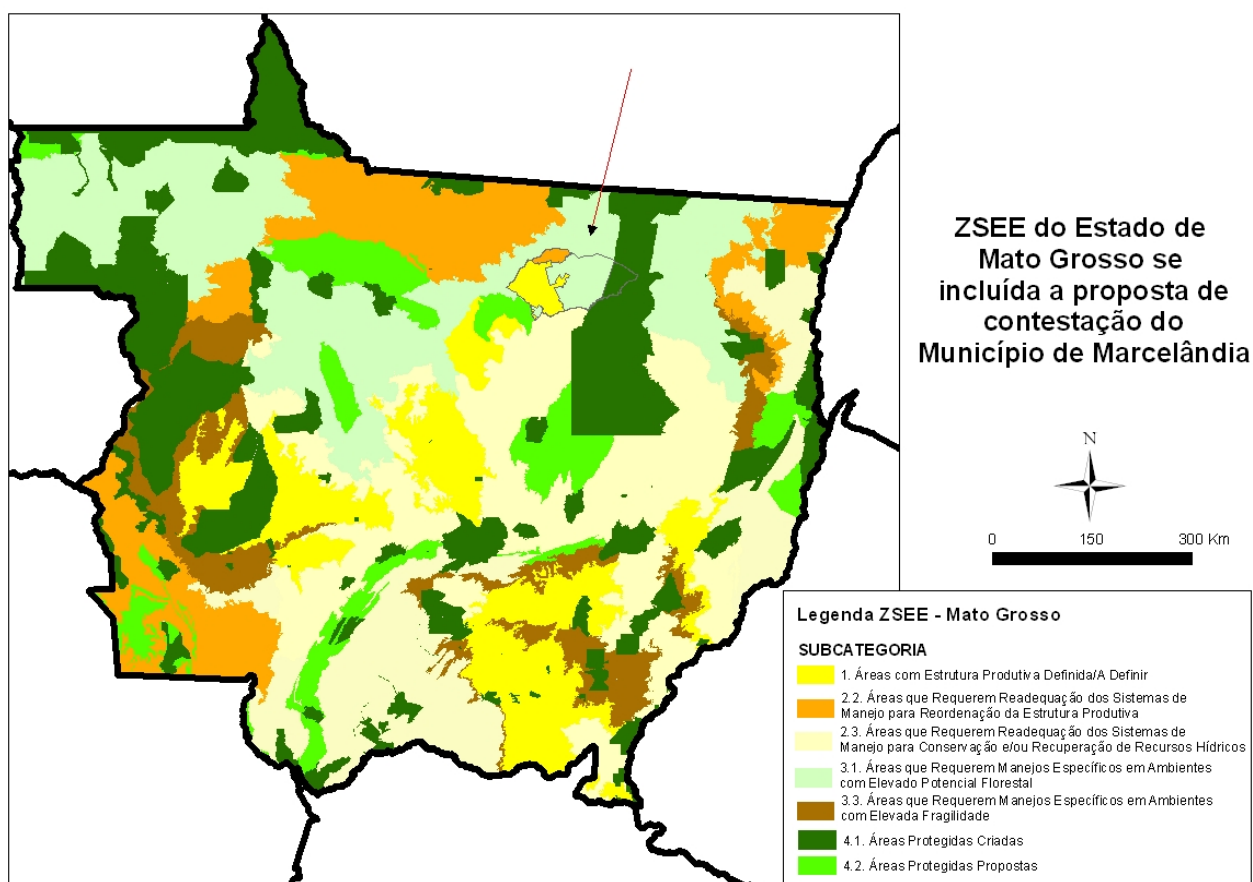 ZSEE do Estado de
Mato Grosso se
incluída a proposta de
contestação do
Município de Marcelândia
N
0 150 300 Km
Legenda ZSEE - Mato Grosso
SUBCATEGORIA
1. Áreas com Estrutura Produtiva Definida/A Definir
2.2. Áreas que Requerem Readequação dos Sistemas de
Manejo para Reordenação da Estrutura Produtiva
2.3. Áreas que Requerem Readequação dos Sistemas de
Manejo para Conservação e/ou Recuperação de Recursos Hídricos
3.1. Áreas que Requerem Manejos Específicos em Ambientes
com Elevado Potencial Florestal
3.3. Áreas que Requerem Manejos Específicos em Ambientes
com Elevada Fragilidade
4.1. Áreas Protegidas Criadas
4.2. Áreas Protegidas Propostas